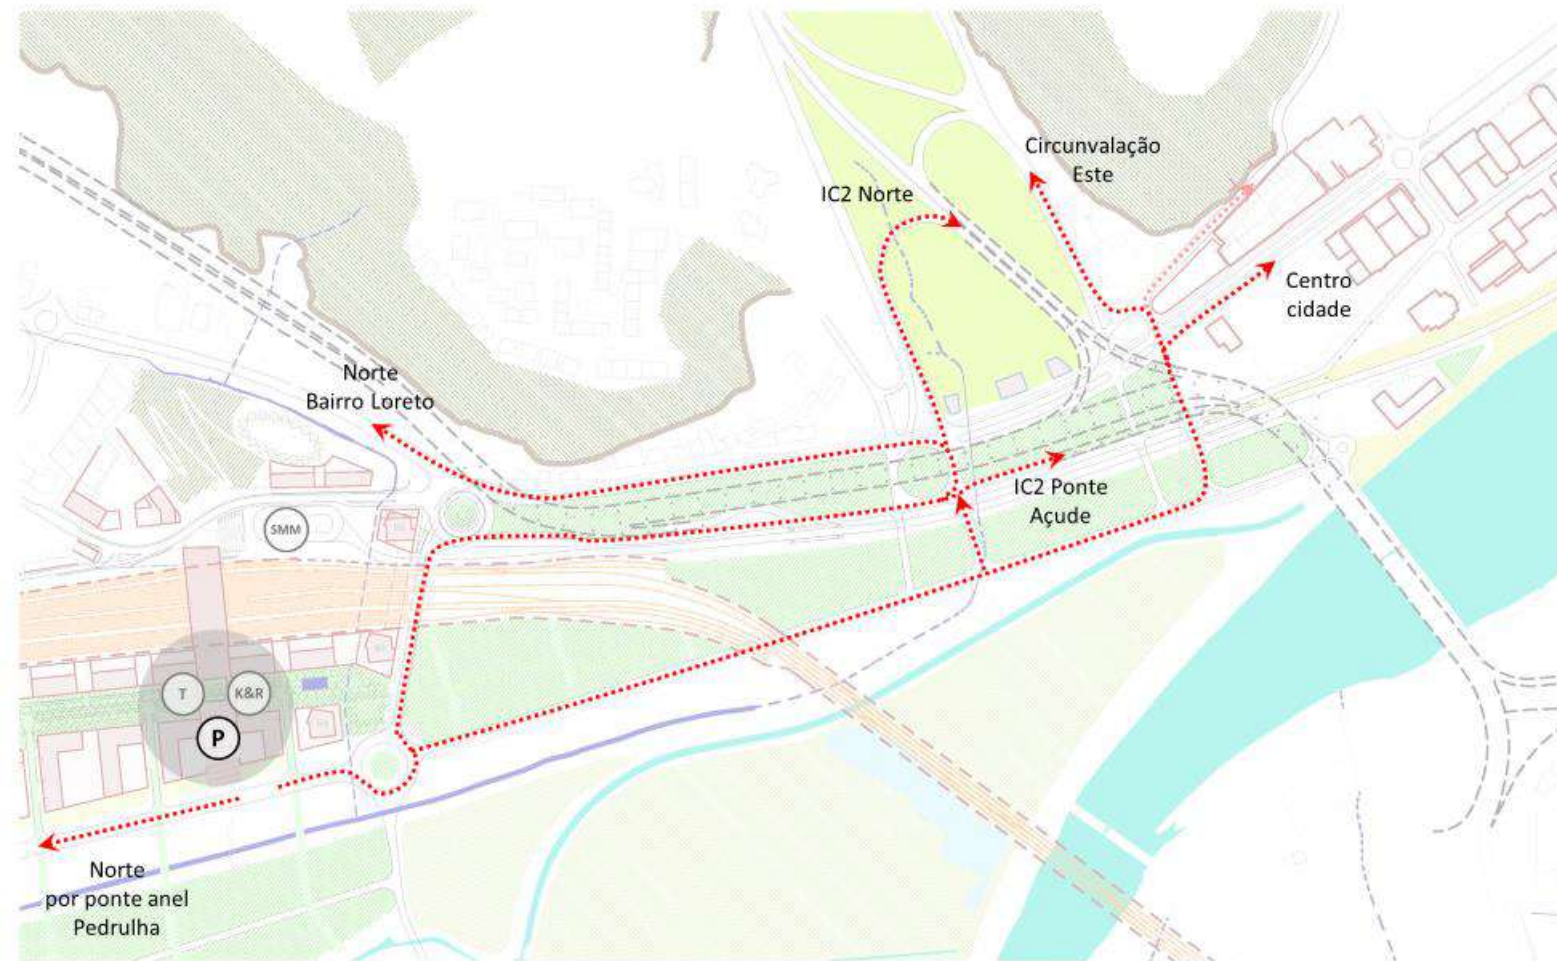 Circunvalação
Este
IC2 Norte
Centro
cidade
Norte
Bairro Loreto
IC2 Ponte
Açude
SMM
T
K&R
P
Norte
por ponte anel
Pedrulha